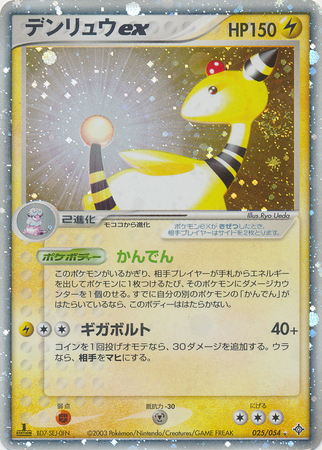 デンリュウex HP150
Illus. Ryo Ueda
2進化 モココから進化
ポケモンexがきぜつしたとき、
相手プレイヤーはサイドを2枚とります。
ポケボディー かんでん
このポケモンがいるかぎり、相手プレイヤーが手札からエネルギーを出して
ポケモンに1枚つけるたび、そのポケモンにダメージカウ
ンターを1個のせる。すでに自分の別のポケモンの「かんでん」が
はたらいているなら、このボディーははたらかない。
ギガボルト 40+
コインを1回投げオモテなら、30ダメージを追加する。ウラ
なら、相手をマヒにする。
弱点 抵抗力 -30 にげる
1 EDITION
©2003 Pokémon/Nintendo/Creatures/GAME FREAK.
025/054